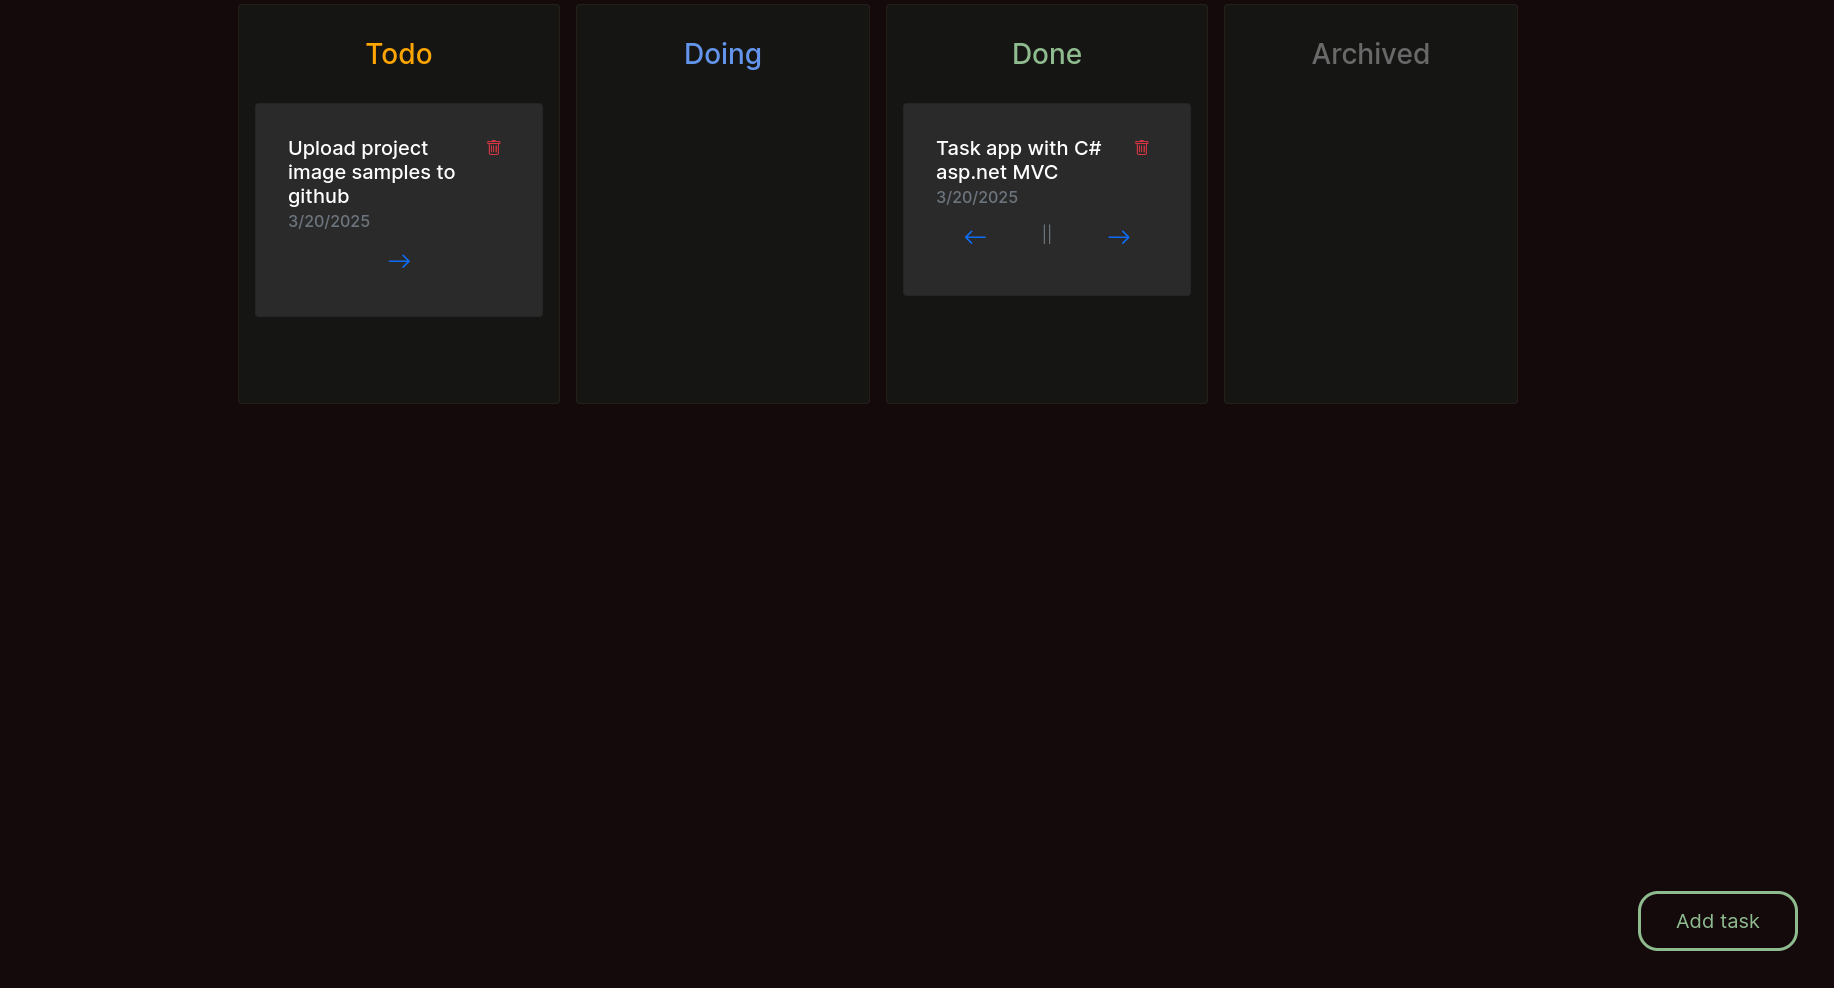 Todo
Upload project
image samples to
github
3/20/2025
Doing
Done
Task app with C#
asp.net MVC
3/20/2025
Archived
Add task